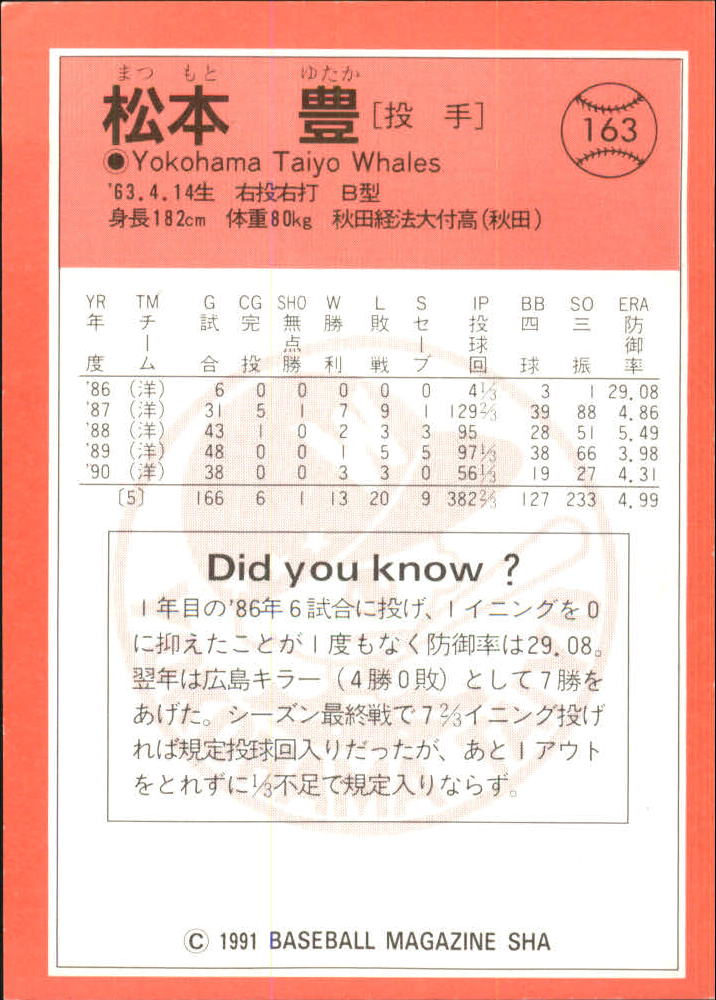 まつ もと ゆたか
松本 豊 [投 手]
163
●Yokohama Taiyo Whales
'63.4.14生 右投右打 B型
身長182cm 体重80kg 秋田経法大付高(秋田)
YR TM G CG SHO W L S IP BB SO ERA
年度 チーム 試合 完投 無点勝 勝利 敗戦 セーブ 投球回 四球 三振 防御率
'86 (洋) 6 0 0 0 0 0 4⅓ 3 1 29.08
'87 (洋) 31 5 1 7 9 1 129⅔ 39 88 4.86
'88 (洋) 43 1 0 2 3 3 95 28 51 5.49
'89 (洋) 48 0 0 1 5 5 97⅓ 38 66 3.98
'90 (洋) 38 0 0 3 3 0 56⅓ 19 27 4.31
〔5〕 166 6 1 13 20 9 382⅔ 127 233 4.99
Did you know ?
1年目の'86年6試合に投げ、1イニングを0
に抑えたことが1度もなく防御率は29.08。
翌年は広島キラー（4勝0敗）として7勝を
あげた。シーズン最終戦で7⅔イニング投げ
れば規定投球回入りだったが、あと1アウト
をとれずに⅓不足で規定入りならず。
© 1991 BASEBALL MAGAZINE SHA